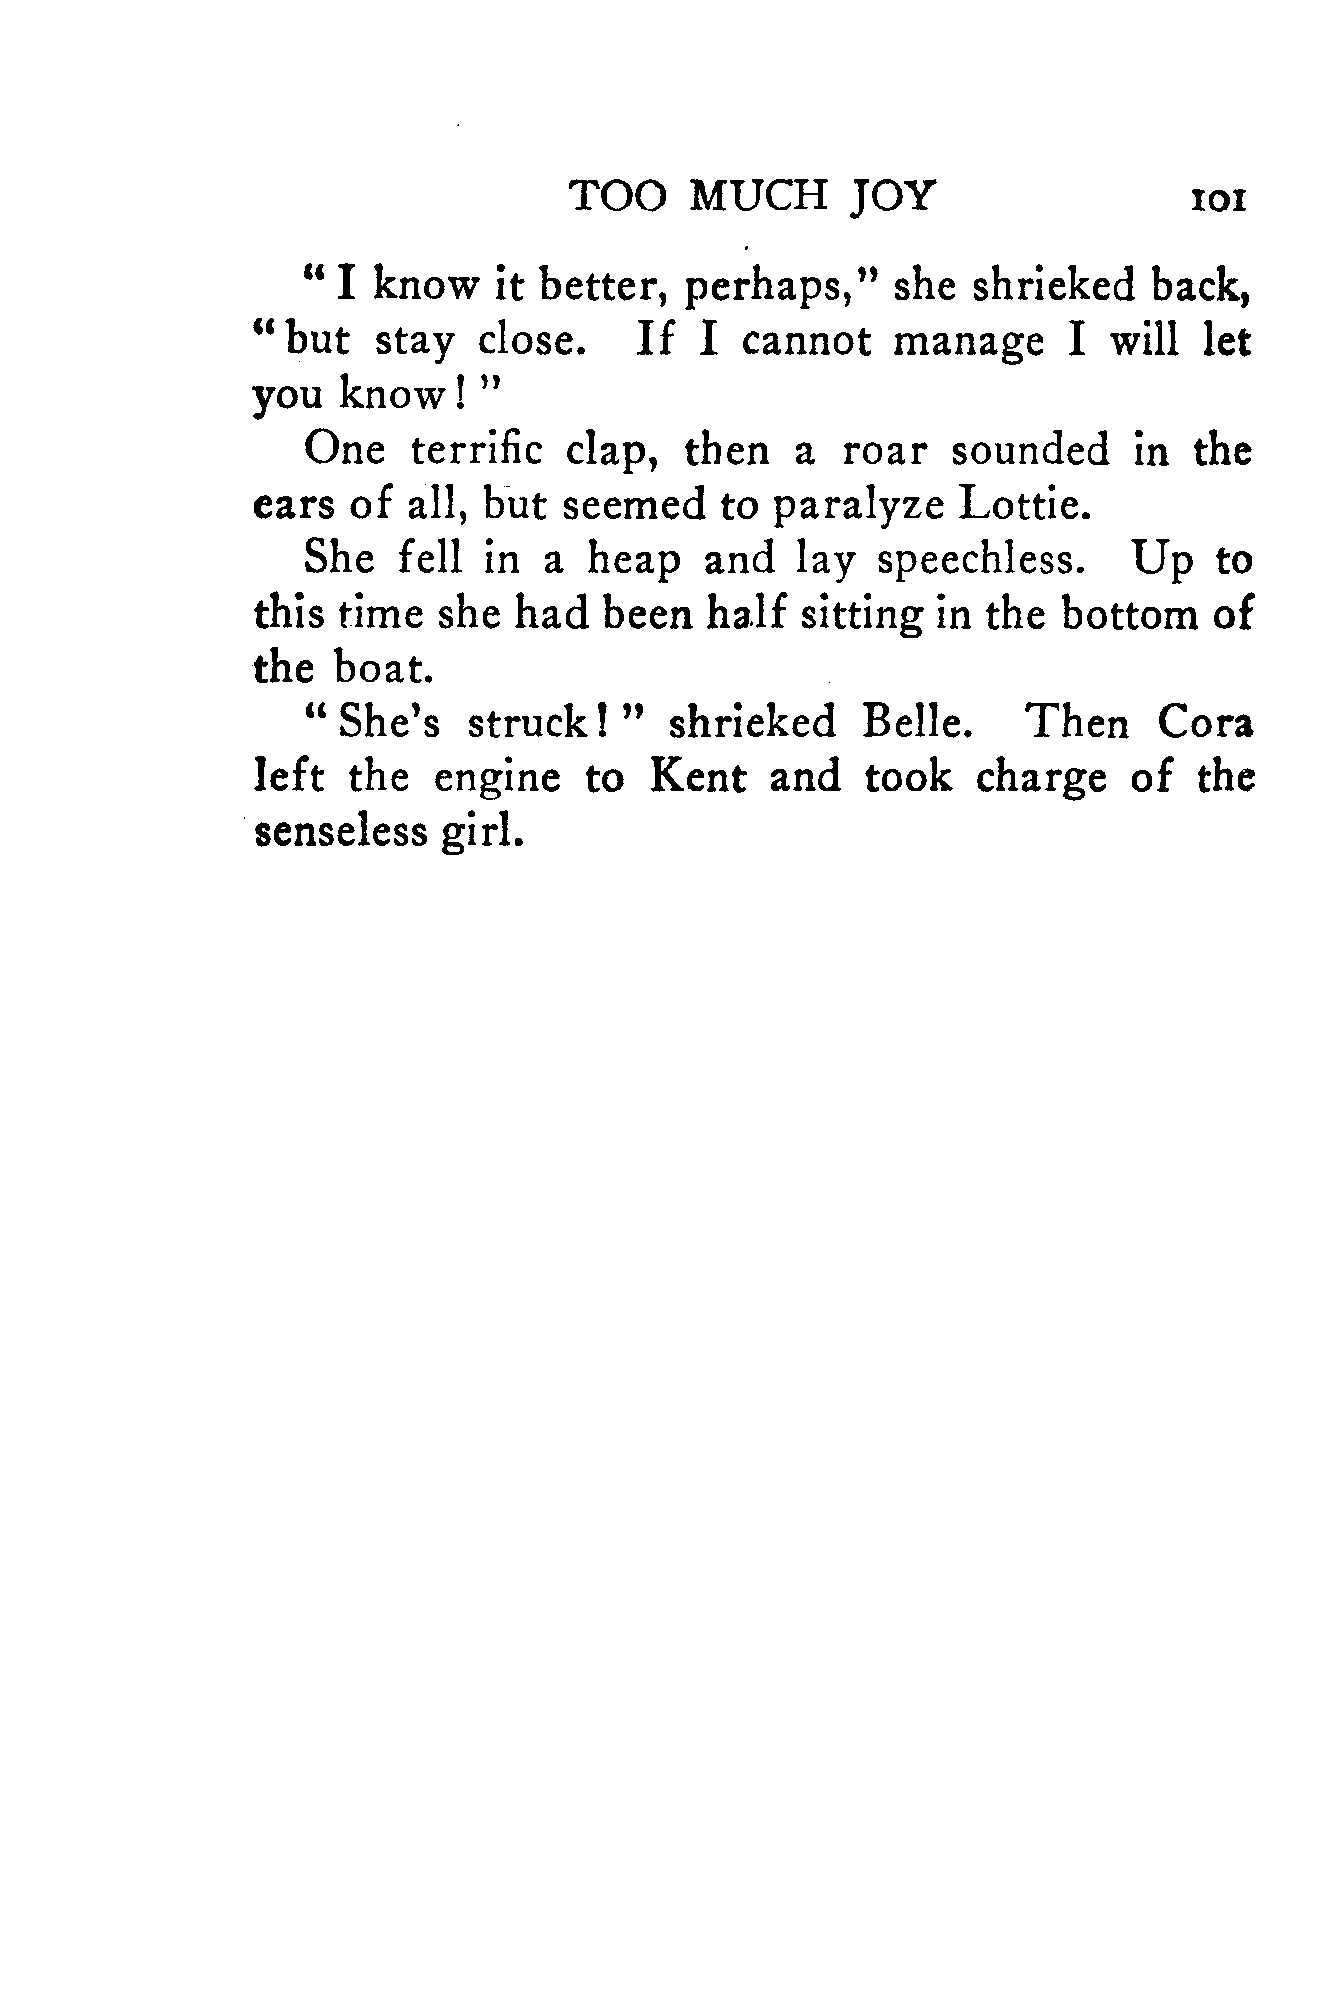 TOO MUCH JOY 101
" I know it better, perhaps," she shrieked back,
" but stay close. If I cannot manage I will let
you know! "
One terrific clap, then a roar sounded in the
ears of all, but seemed to paralyze Lottie.
She fell in a heap and lay speechless. Up to
this time she had been half sitting in the bottom of
the boat.
" She's struck! " shrieked Belle. Then Cora
left the engine to Kent and took charge of the
senseless girl.